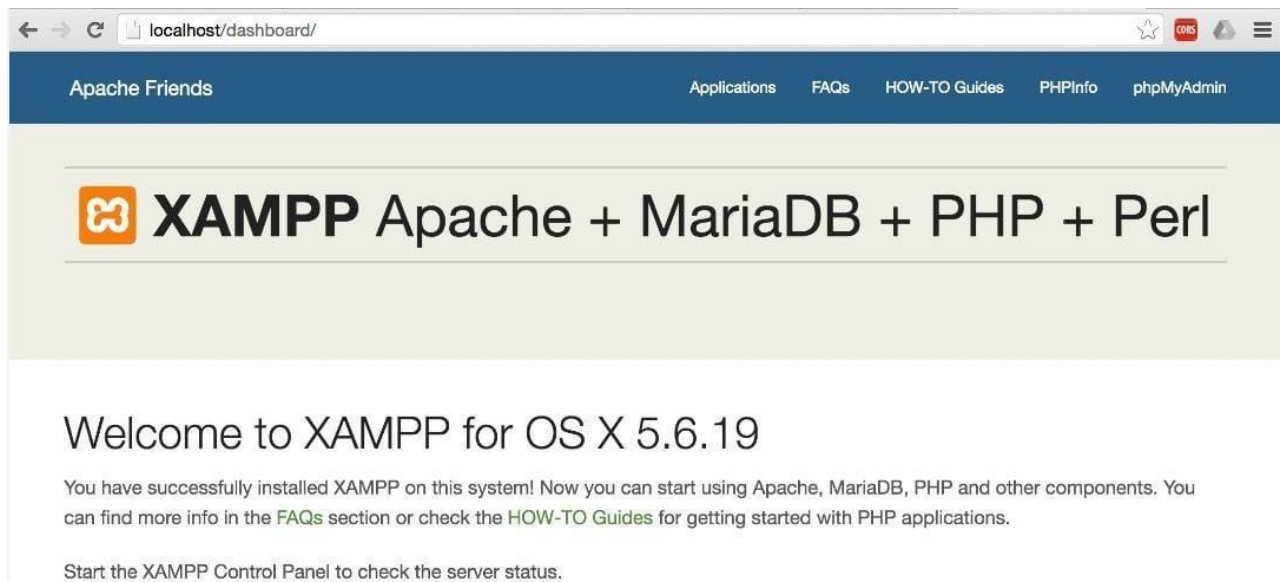 localhost/dashboard/
CORS
Apache Friends Applications FAQs HOW-TO Guides PHPInfo phpMyAdmin
XAMPP Apache + MariaDB + PHP + Perl
Welcome to XAMPP for OS X 5.6.19
You have successfully installed XAMPP on this system! Now you can start using Apache, MariaDB, PHP and other components. You
can find more info in the FAQs section or check the HOW-TO Guides for getting started with PHP applications.
Start the XAMPP Control Panel to check the server status.